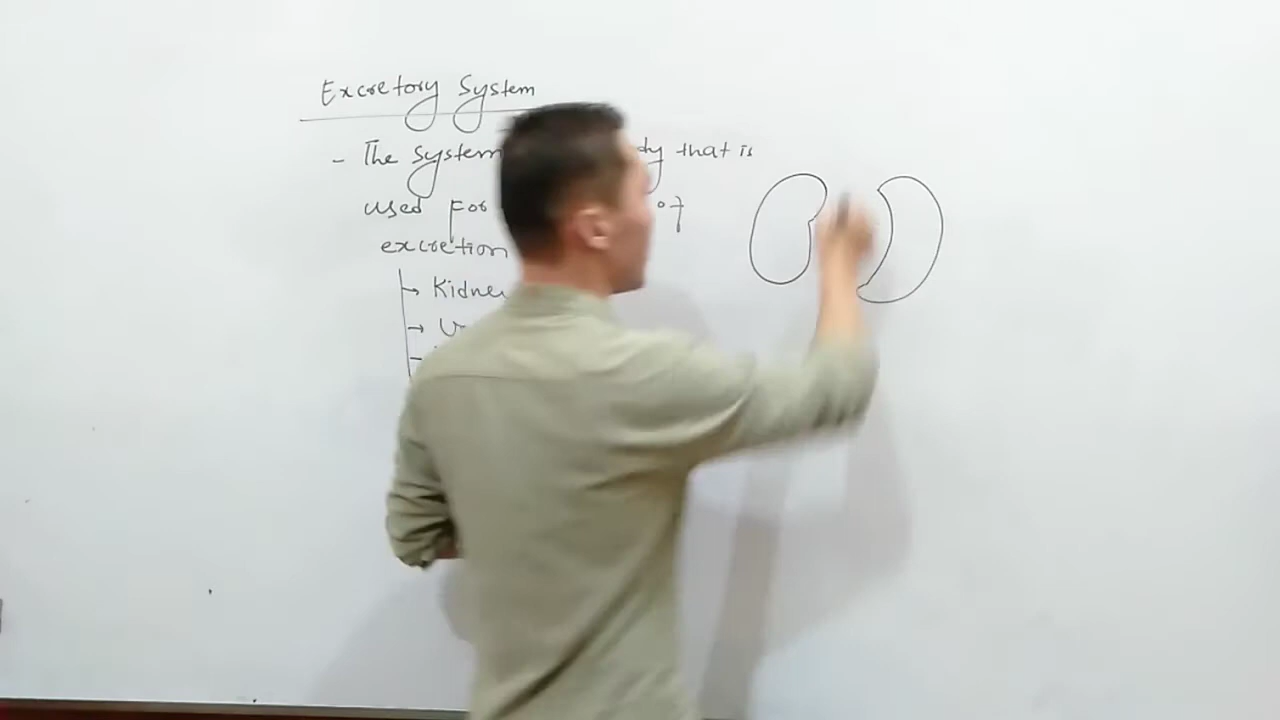 Excretory System
- The system dy that is
used for of
excretion
→ Kidne
→ U